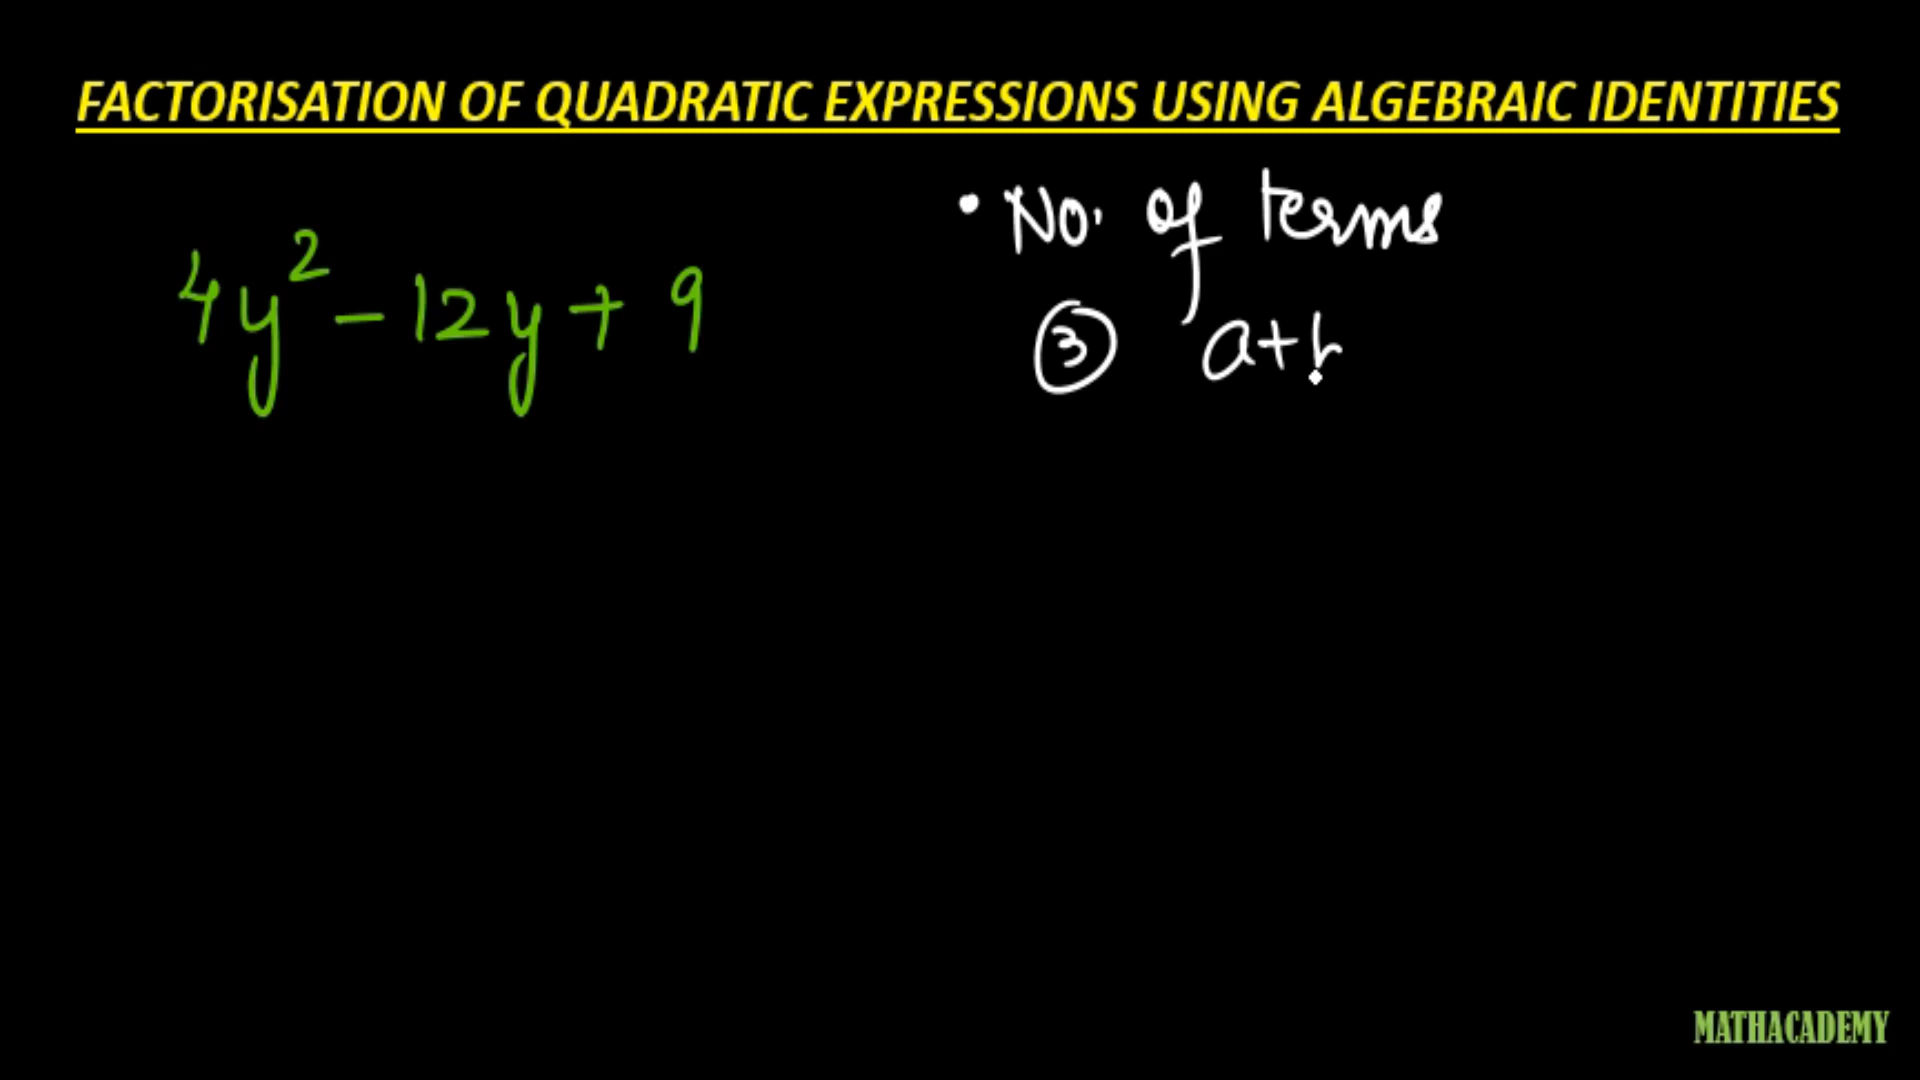 FACTORISATION OF QUADRATIC EXPRESSIONS USING ALGEBRAIC IDENTITIES
• No. of terms
4y² - 12y + 9
③ a+b
MATHACADEMY